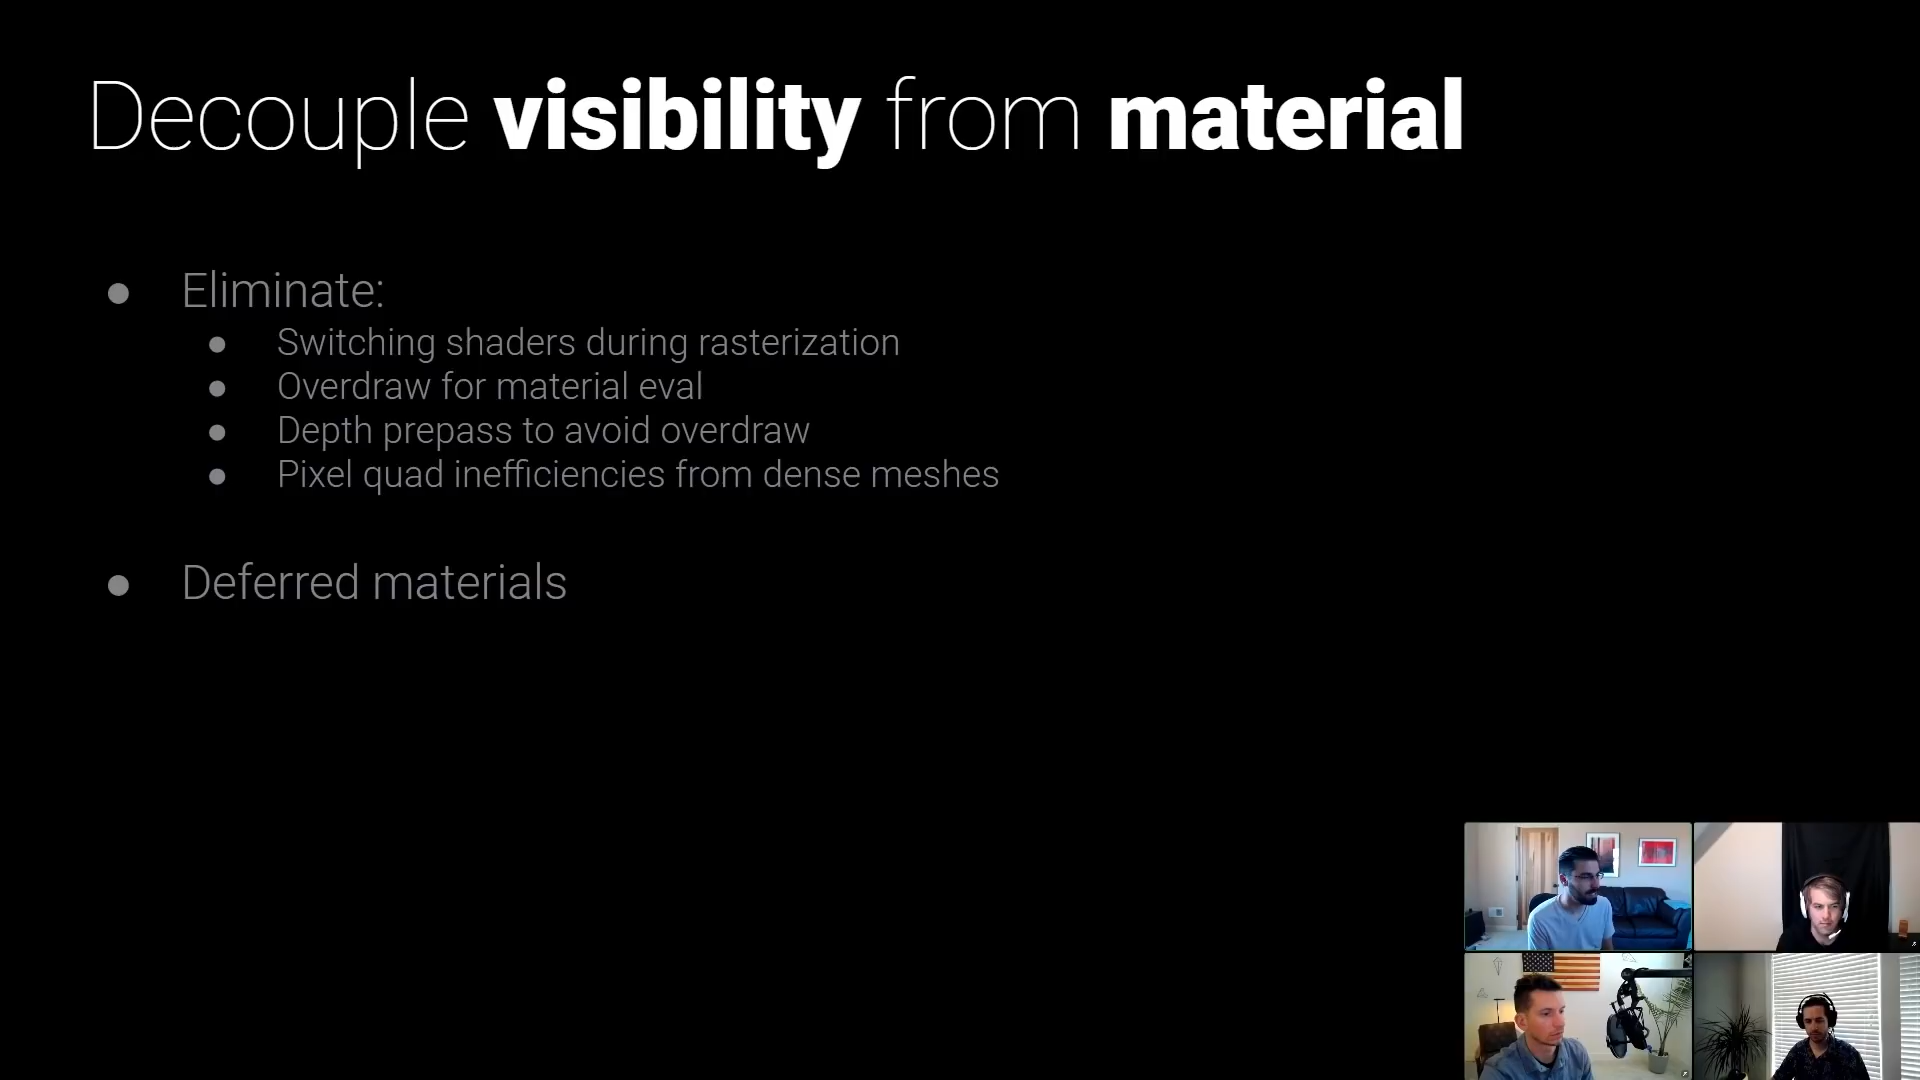 Decouple visibility from material
● Eliminate:
● Switching shaders during rasterization
● Overdraw for material eval
● Depth prepass to avoid overdraw
● Pixel quad inefficiencies from dense meshes
● Deferred materials